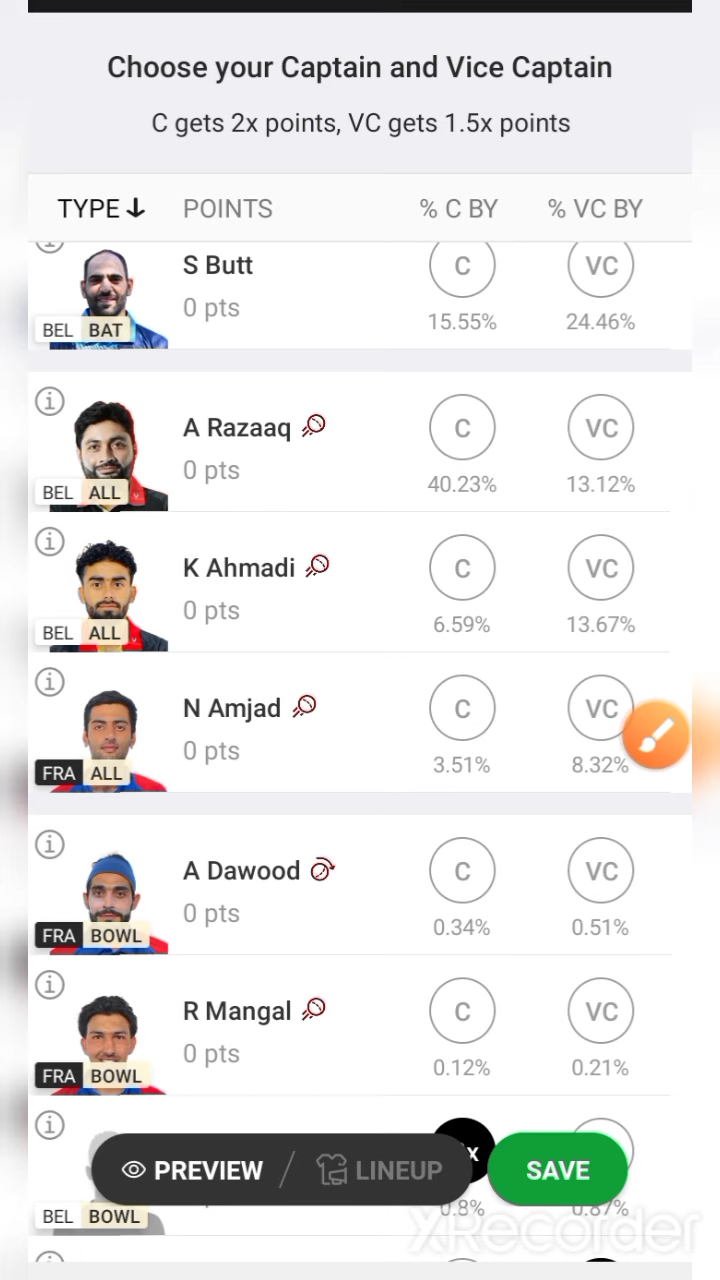 Choose your Captain and Vice Captain
C gets 2x points, VC gets 1.5x points
TYPE POINTS % C BY % VC BY
S Butt C VC
0 pts
BEL BAT 15.55% 24.46%
A Razaaq C VC
0 pts
BEL ALL 40.23% 13.12%
K Ahmadi C VC
0 pts
BEL ALL 6.59% 13.67%
N Amjad C VC
0 pts
FRA ALL 3.51% 8.32%
A Dawood C VC
0 pts
FRA BOWL 0.34% 0.51%
R Mangal C VC
0 pts
FRA BOWL 0.12% 0.21%
PREVIEW / LINEUP x SAVE
BEL BOWL 0.8% 0.87%
XRecorder